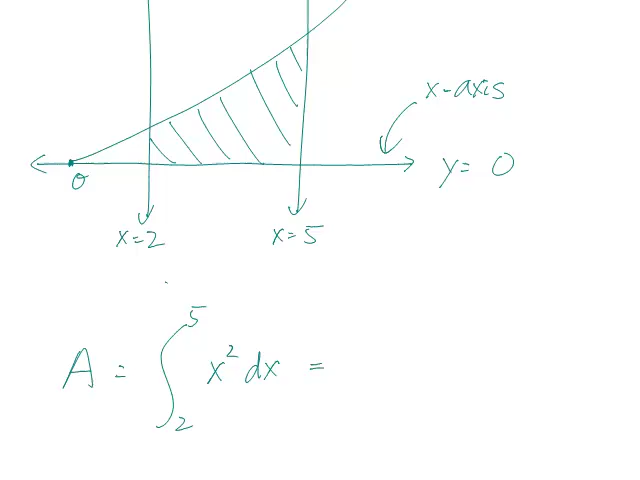 x-axis
y = 0
0
x=2 x=5
A = ∫₂⁵ x² dx =